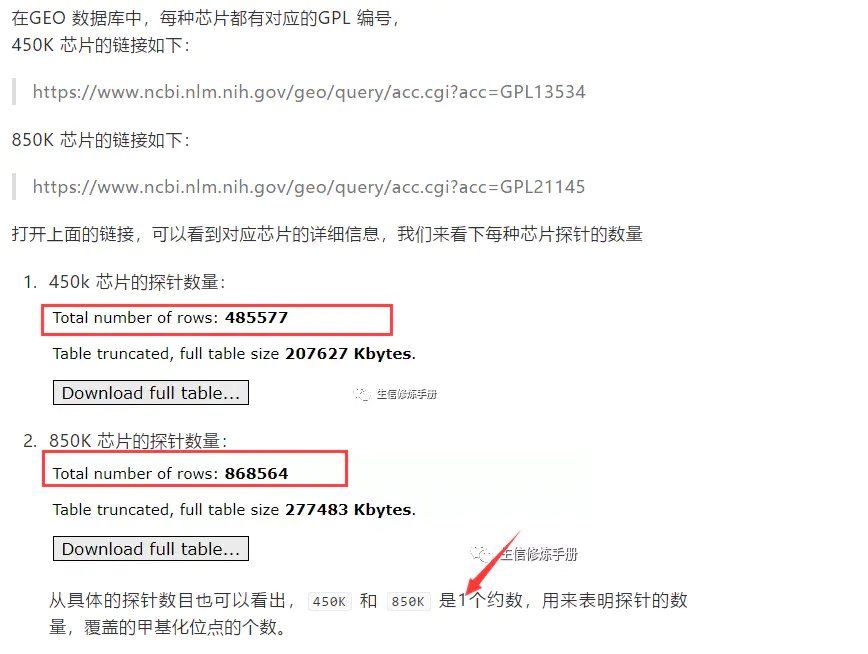 在GEO 数据库中，每种芯片都有对应的GPL 编号，
450K 芯片的链接如下：
https://www.ncbi.nlm.nih.gov/geo/query/acc.cgi?acc=GPL13534
850K 芯片的链接如下：
https://www.ncbi.nlm.nih.gov/geo/query/acc.cgi?acc=GPL21145
打开上面的链接，可以看到对应芯片的详细信息，我们来看下每种芯片探针的数量
1. 450k 芯片的探针数量：
Total number of rows: 485577
Table truncated, full table size 207627 Kbytes.
Download full table...
生信修炼手册
2. 850K 芯片的探针数量：
Total number of rows: 868564
Table truncated, full table size 277483 Kbytes.
Download full table...
生信修炼手册
从具体的探针数目也可以看出， 450K 和 850K 是1个约数，用来表明探针的数
量，覆盖的甲基化位点的个数。